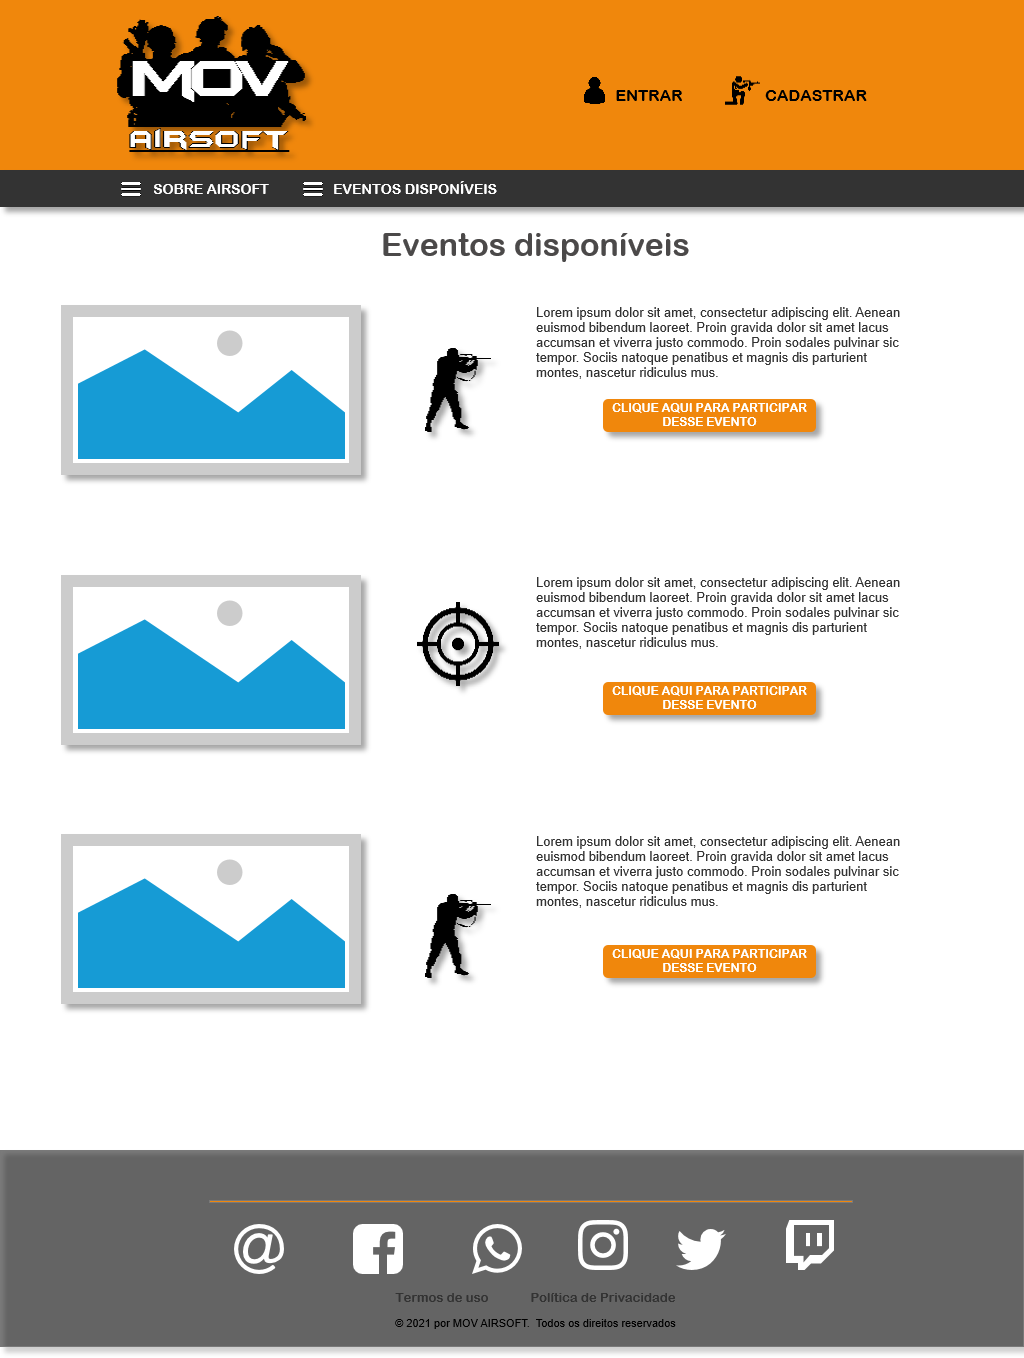 MOV
AIRSOFT
ENTRAR
CADASTRAR
SOBRE AIRSOFT
EVENTOS DISPONÍVEIS
Eventos disponíveis
Lorem ipsum dolor sit amet, consectetur adipiscing elit. Aenean
euismod bibendum laoreet. Proin gravida dolor sit amet lacus
accumsan et viverra justo commodo. Proin sodales pulvinar sic
tempor. Sociis natoque penatibus et magnis dis parturient
montes, nascetur ridiculus mus.
CLIQUE AQUI PARA PARTICIPAR
DESSE EVENTO
Lorem ipsum dolor sit amet, consectetur adipiscing elit. Aenean
euismod bibendum laoreet. Proin gravida dolor sit amet lacus
accumsan et viverra justo commodo. Proin sodales pulvinar sic
tempor. Sociis natoque penatibus et magnis dis parturient
montes, nascetur ridiculus mus.
CLIQUE AQUI PARA PARTICIPAR
DESSE EVENTO
Lorem ipsum dolor sit amet, consectetur adipiscing elit. Aenean
euismod bibendum laoreet. Proin gravida dolor sit amet lacus
accumsan et viverra justo commodo. Proin sodales pulvinar sic
tempor. Sociis natoque penatibus et magnis dis parturient
montes, nascetur ridiculus mus.
CLIQUE AQUI PARA PARTICIPAR
DESSE EVENTO
Termos de uso
Política de Privacidade
© 2021 por MOV AIRSOFT. Todos os direitos reservados